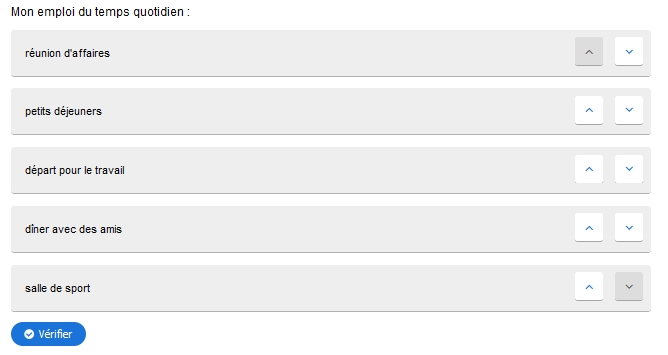 Mon emploi du temps quotidien :
réunion d'affaires
petits déjeuners
départ pour le travail
dîner avec des amis
salle de sport
Vérifier